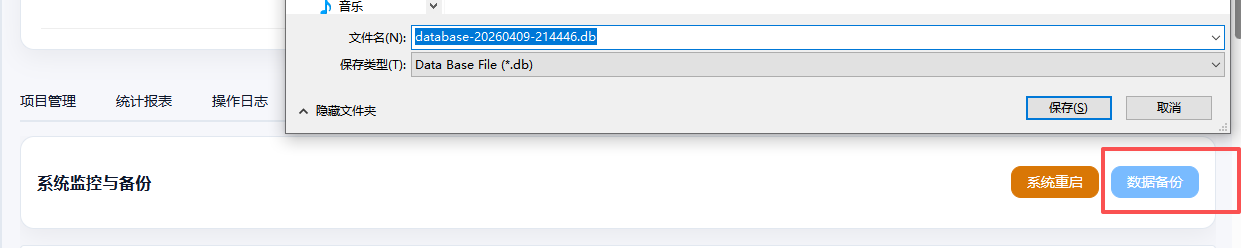 音乐
文件名(N): database-20260409-214446.db
保存类型(T): Data Base File (*.db)
隐藏文件夹 保存(S) 取消
项目管理 统计报表 操作日志
系统监控与备份 系统重启 数据备份